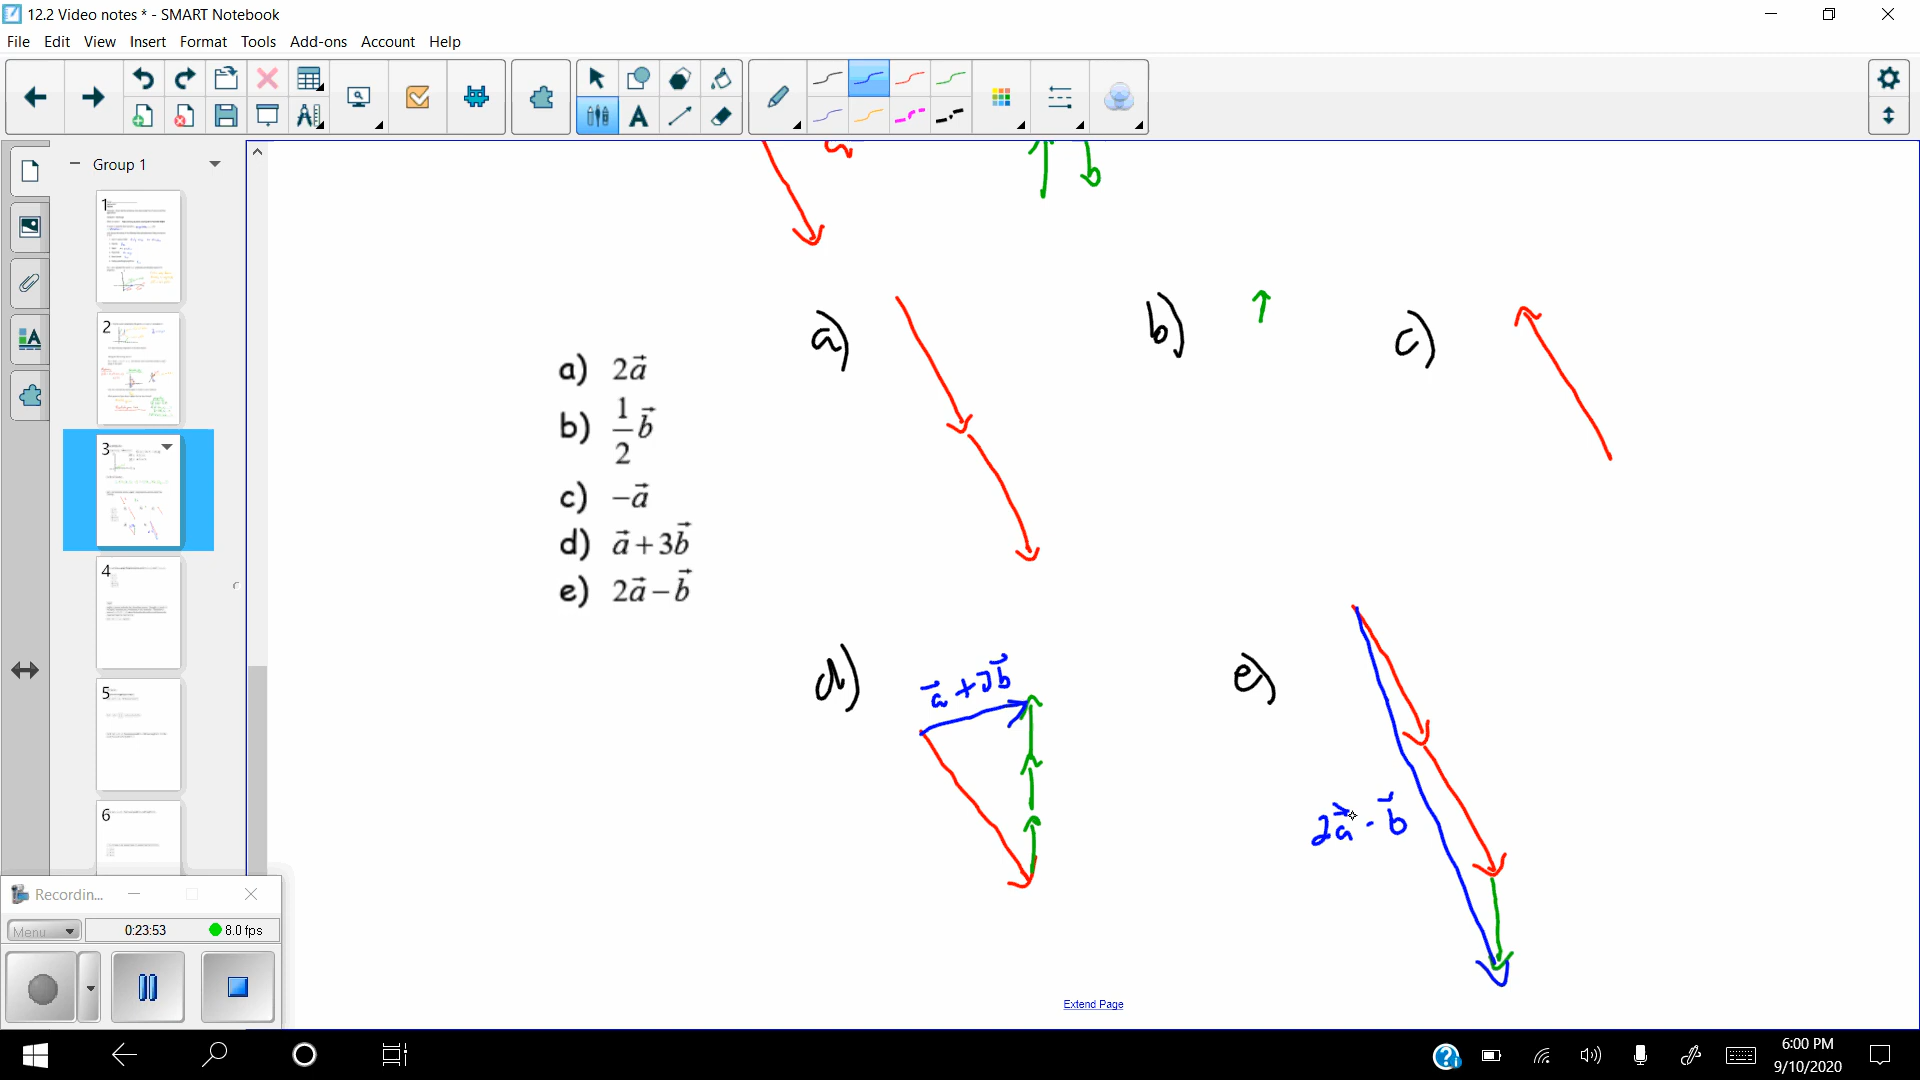 12.2 Video notes * - SMART Notebook
File Edit View Insert Format Tools Add-ons Account Help
Group 1
1
2
3
4
5
6
a
b
a)
b)
c)
a) 2a⃗
b) 1/2 b⃗
c) −a⃗
d) a⃗+3b⃗
e) 2a⃗−b⃗
d)
a⃗+3b⃗
e)
2a⃗-b⃗
Extend Page
Recordin...
Menu
0:23:53
8.0 fps
6:00 PM
9/10/2020